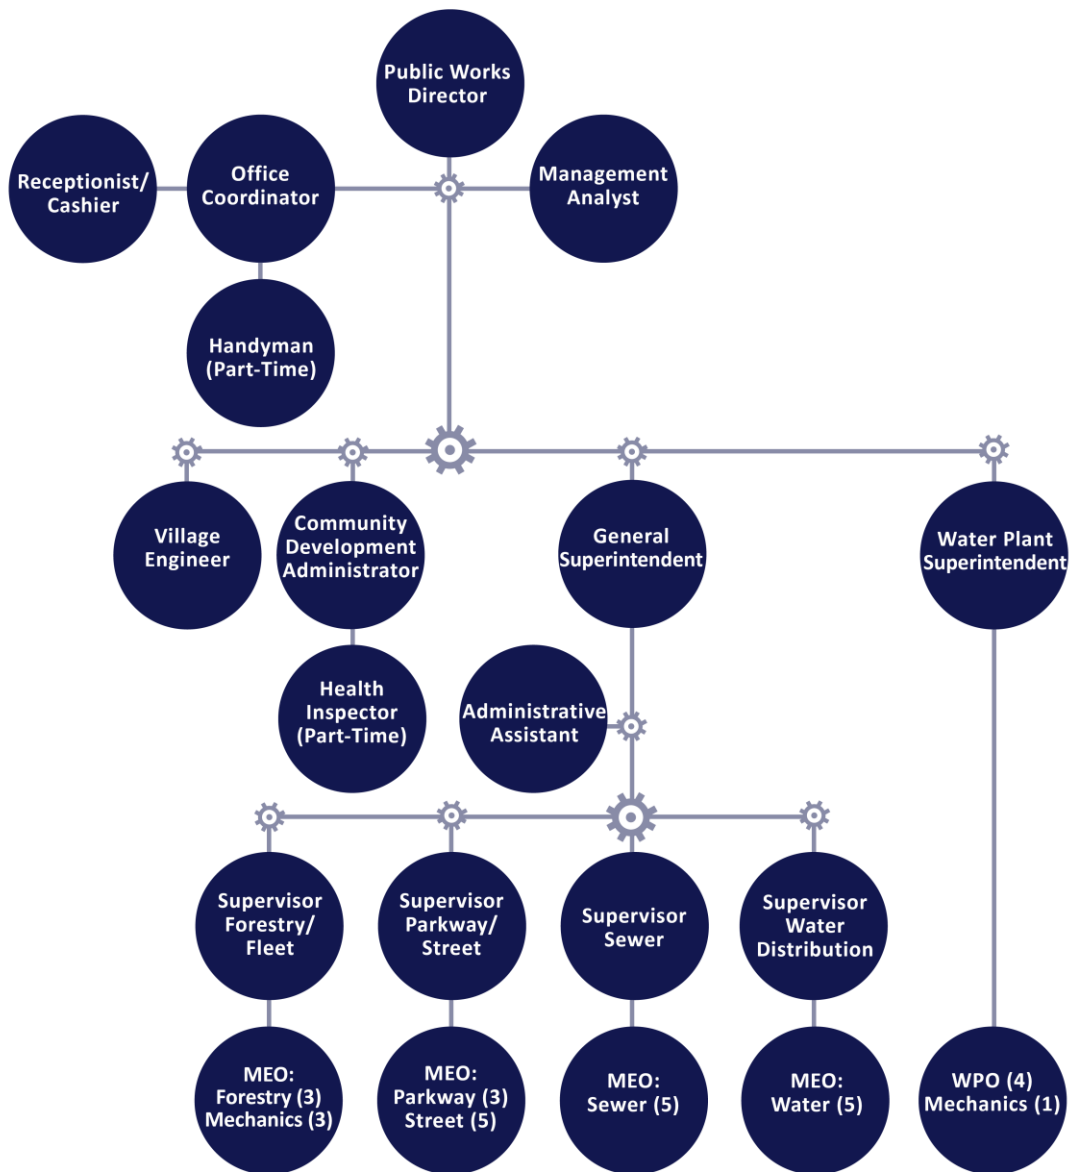 Public Works
Director
Receptionist/
Cashier
Office
Coordinator
Management
Analyst
Handyman
(Part-Time)
Village
Engineer
Community
Development
Administrator
General
Superintendent
Water Plant
Superintendent
Health
Inspector
(Part-Time)
Administrative
Assistant
Supervisor
Forestry/
Fleet
Supervisor
Parkway/
Street
Supervisor
Sewer
Supervisor
Water
Distribution
MEO:
Forestry (3)
Mechanics (3)
MEO:
Parkway (3)
Street (5)
MEO:
Sewer (5)
MEO:
Water (5)
WPO (4)
Mechanics (1)